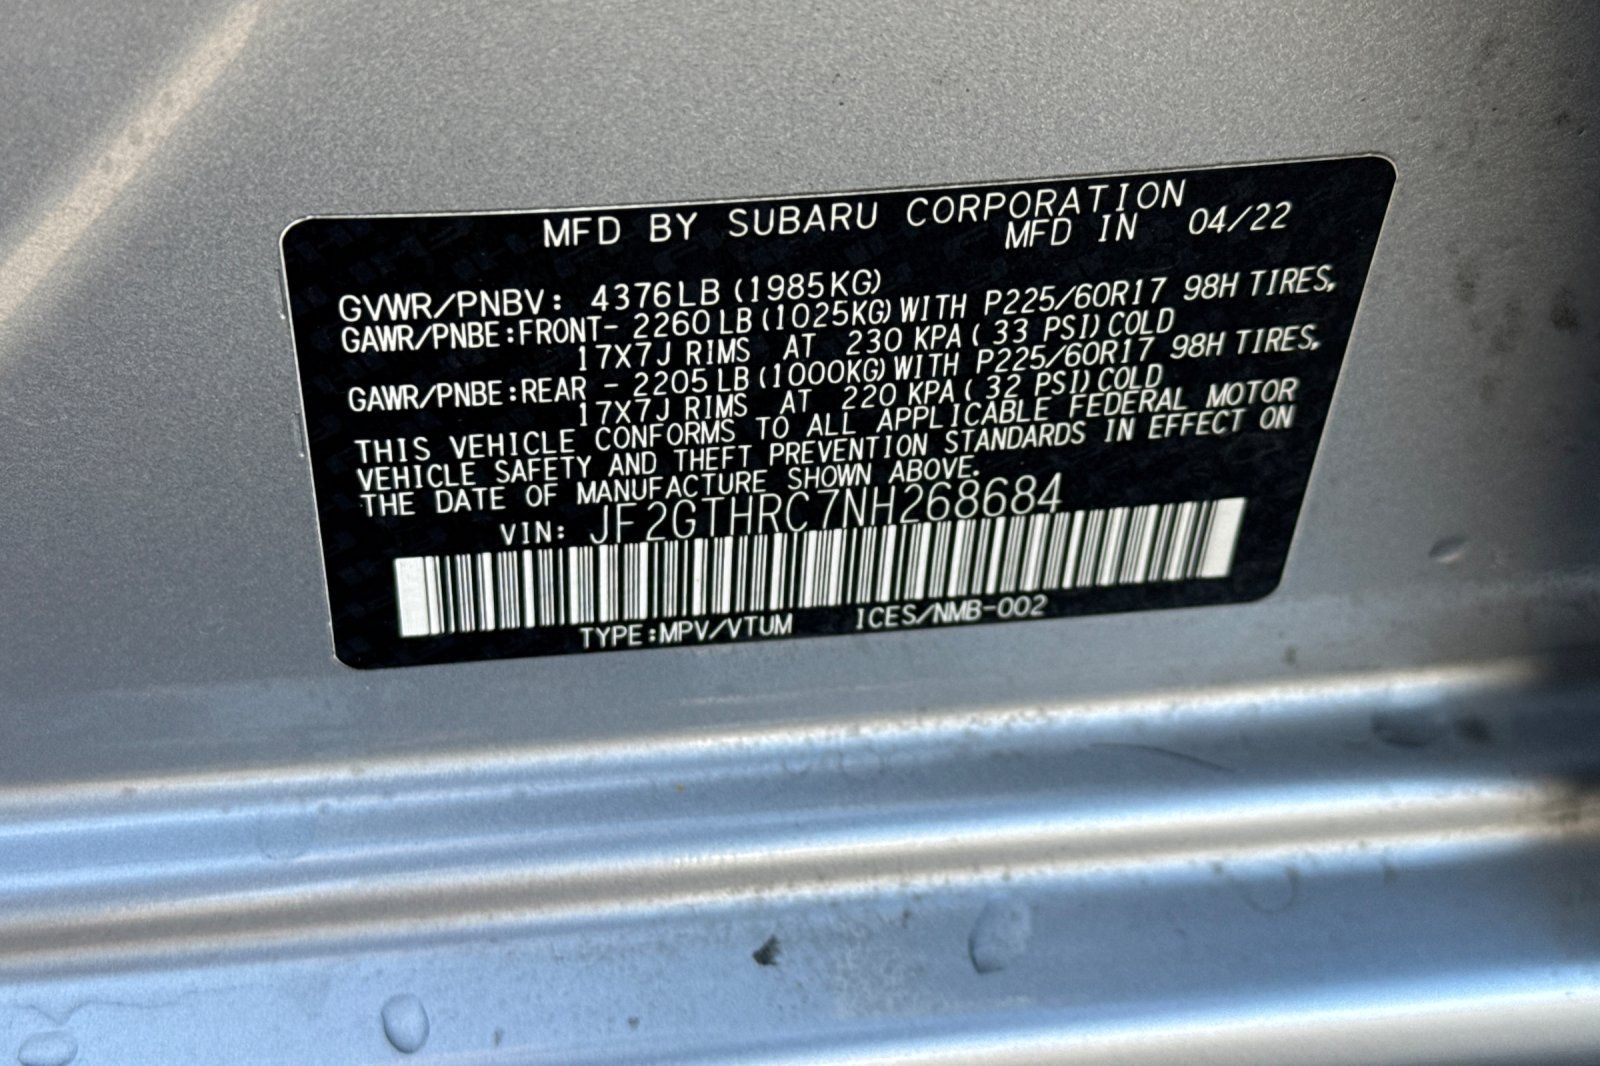 MFD BY SUBARU CORPORATION
MFD IN 04/22
GVWR/PNBV: 4376LB (1985KG)
GAWR/PNBE:FRONT- 2260LB (1025KG) WITH P225/60R17 98H TIRES,
17X7J RIMS AT 230 KPA ( 33 PSI) COLD
GAWR/PNBE:REAR - 2205LB (1000KG) WITH P225/60R17 98H TIRES,
17X7J RIMS AT 220 KPA ( 32 PSI) COLD
THIS VEHICLE CONFORMS TO ALL APPLICABLE FEDERAL MOTOR
VEHICLE SAFETY AND THEFT PREVENTION STANDARDS IN EFFECT ON
THE DATE OF MANUFACTURE SHOWN ABOVE.
VIN: JF2GTHRC7NH268684
TYPE:MPV/VTUM ICES/NMB-002